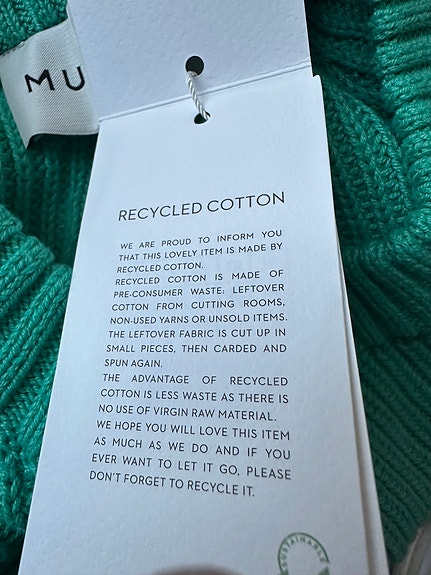 MU
RECYCLED COTTON
WE ARE PROUD TO INFORM YOU
THAT THIS LOVELY ITEM IS MADE BY
RECYCLED COTTON.
RECYCLED COTTON IS MADE OF
PRE-CONSUMER WASTE: LEFTOVER
COTTON FROM CUTTING ROOMS,
NON-USED YARNS OR UNSOLD ITEMS.
THE LEFTOVER FABRIC IS CUT UP IN
SMALL PIECES, THEN CARDED AND
SPUN AGAIN.
THE ADVANTAGE OF RECYCLED
COTTON IS LESS WASTE AS THERE IS
NO USE OF VIRGIN RAW MATERIAL.
WE HOPE YOU WILL LOVE THIS ITEM
AS MUCH AS WE DO AND IF YOU
EVER WANT TO LET IT GO, PLEASE
DON'T FORGET TO RECYCLE IT.
SUSTAINABLE